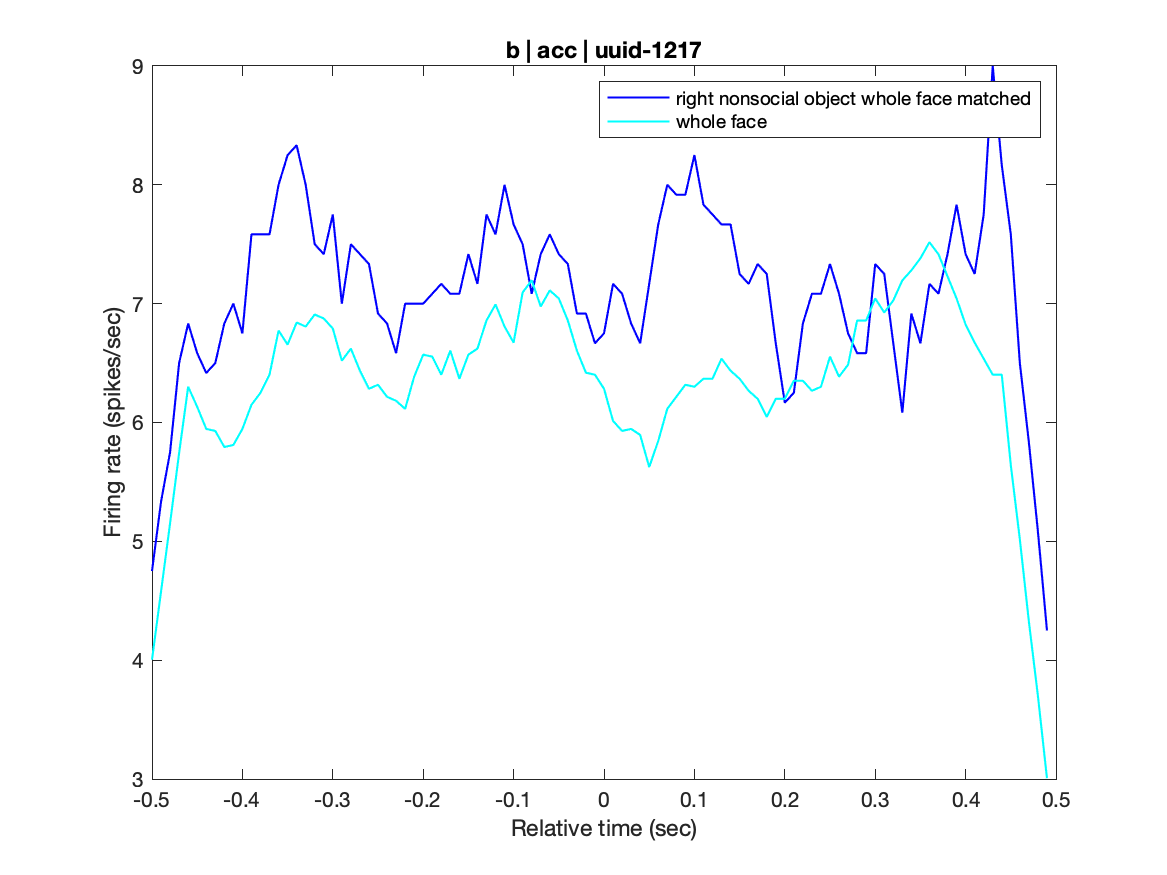 b | acc | uuid-1217
right nonsocial object whole face matched
whole face
9
8
7
6
5
4
3
Firing rate (spikes/sec)
-0.5 -0.4 -0.3 -0.2 -0.1 0 0.1 0.2 0.3 0.4 0.5
Relative time (sec)